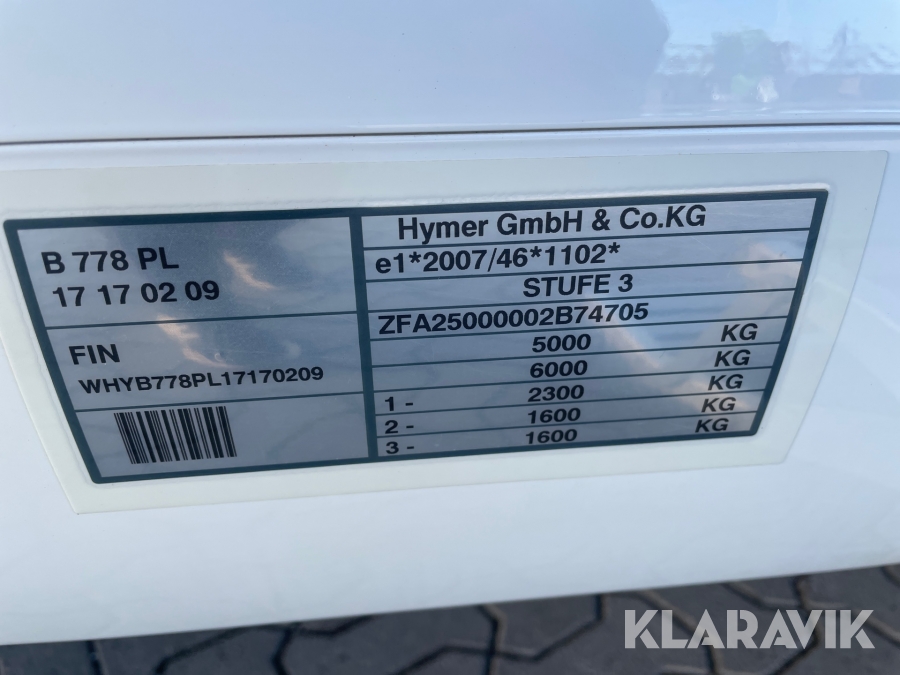 B 778 PL
17 17 02 09
FIN
WHYB778PL17170209
Hymer GmbH & Co.KG
e1*2007/46*1102*
STUFE 3
ZFA25000002B74705
5000 KG
6000 KG
1 - 2300 KG
2 - 1600 KG
3 - 1600 KG
KLARAVIK